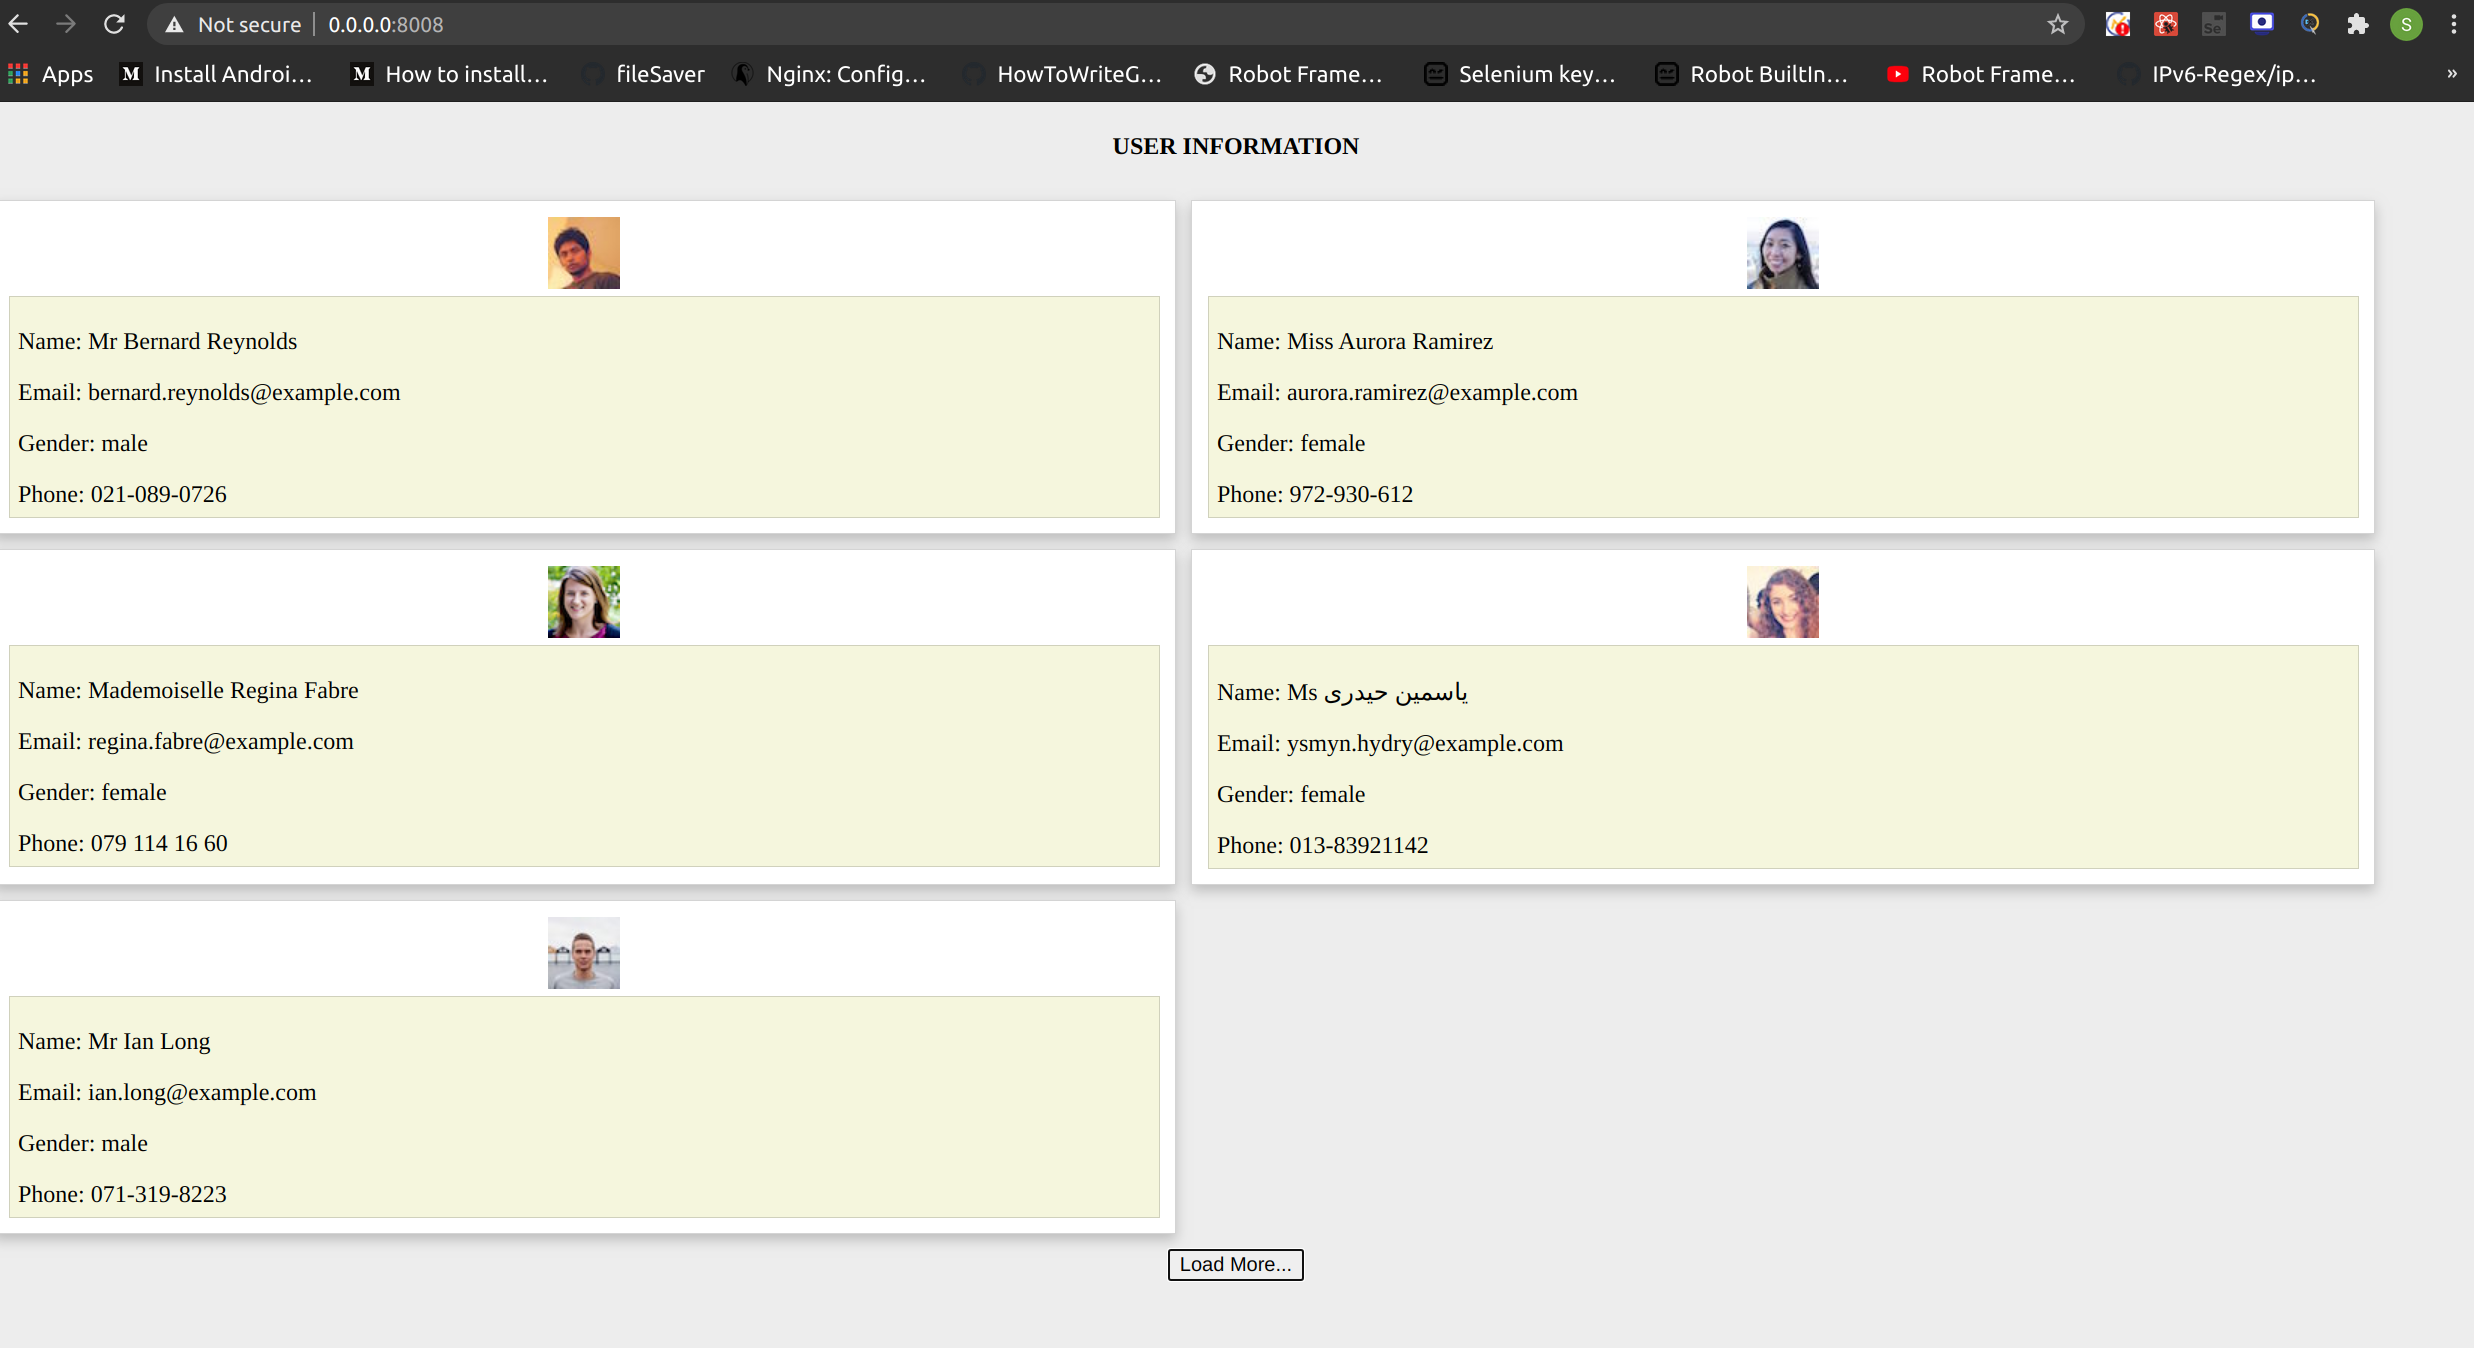 Not secure | 0.0.0.0:8008
S
Apps
M Install Androi...
M How to install...
fileSaver
Nginx: Config...
HowToWriteG...
Robot Frame...
Selenium key...
Robot BuiltIn...
Robot Frame...
IPv6-Regex/ip...
»
USER INFORMATION
Name: Mr Bernard Reynolds
Email: bernard.reynolds@example.com
Gender: male
Phone: 021-089-0726
Name: Miss Aurora Ramirez
Email: aurora.ramirez@example.com
Gender: female
Phone: 972-930-612
Name: Mademoiselle Regina Fabre
Email: regina.fabre@example.com
Gender: female
Phone: 079 114 16 60
Name: Ms یاسمین حیدری
Email: ysmyn.hydry@example.com
Gender: female
Phone: 013-83921142
Name: Mr Ian Long
Email: ian.long@example.com
Gender: male
Phone: 071-319-8223
Load More...